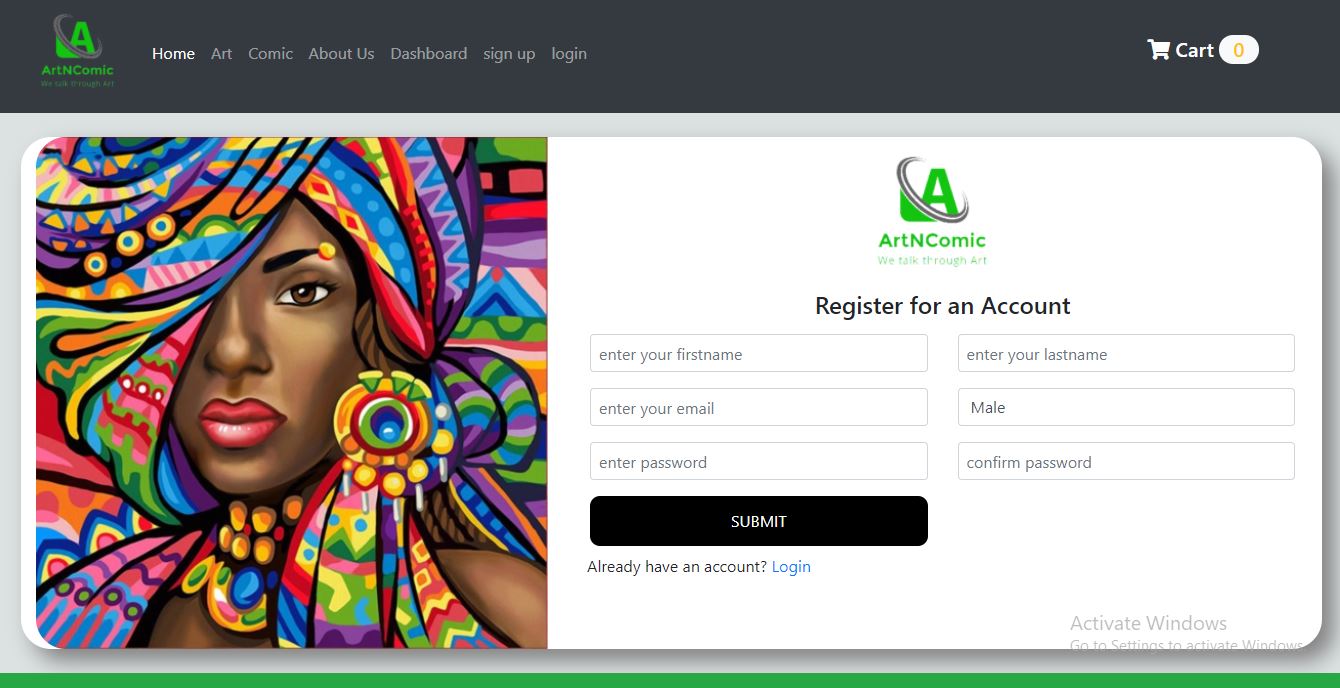 A
ArtNComic
We talk through Art
Home Art Comic About Us Dashboard sign up login
Cart 0
A
ArtNComic
We talk through Art
Register for an Account
enter your firstname enter your lastname
enter your email Male
enter password confirm password
SUBMIT
Already have an account? Login
Activate Windows
Go to Settings to activate Windows.